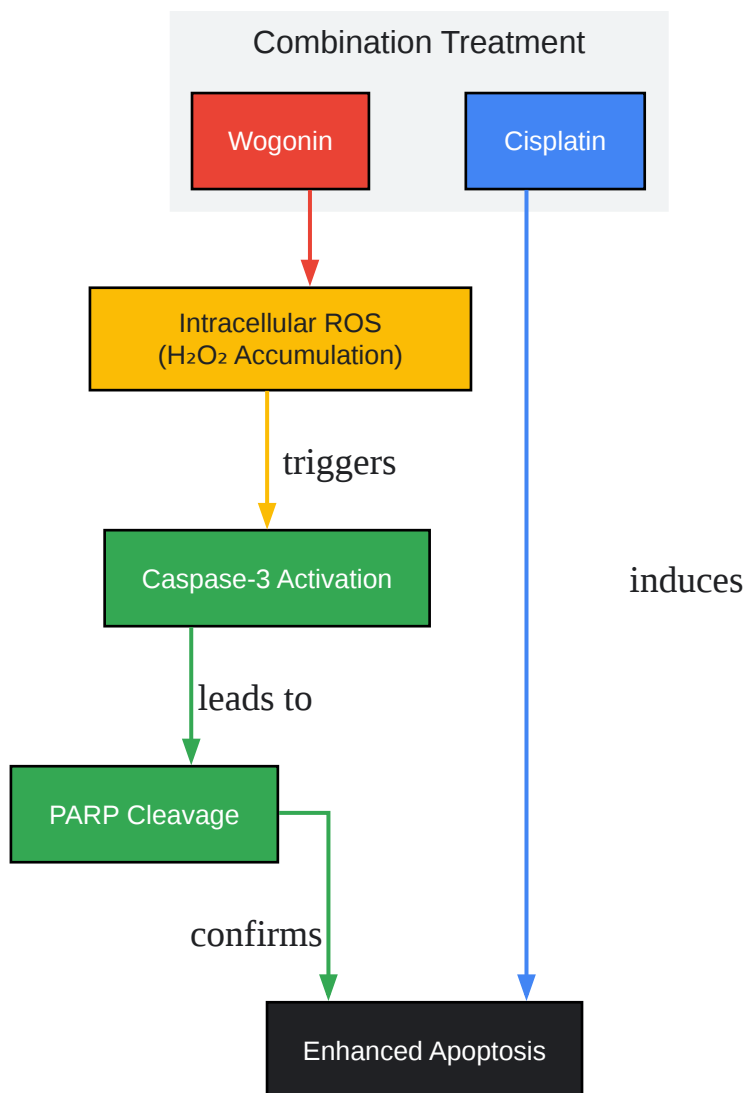 Combination Treatment
Wogonin
Cisplatin
Intracellular ROS
(H₂O₂ Accumulation)
triggers
Caspase-3 Activation
induces
leads to
PARP Cleavage
confirms
Enhanced Apoptosis